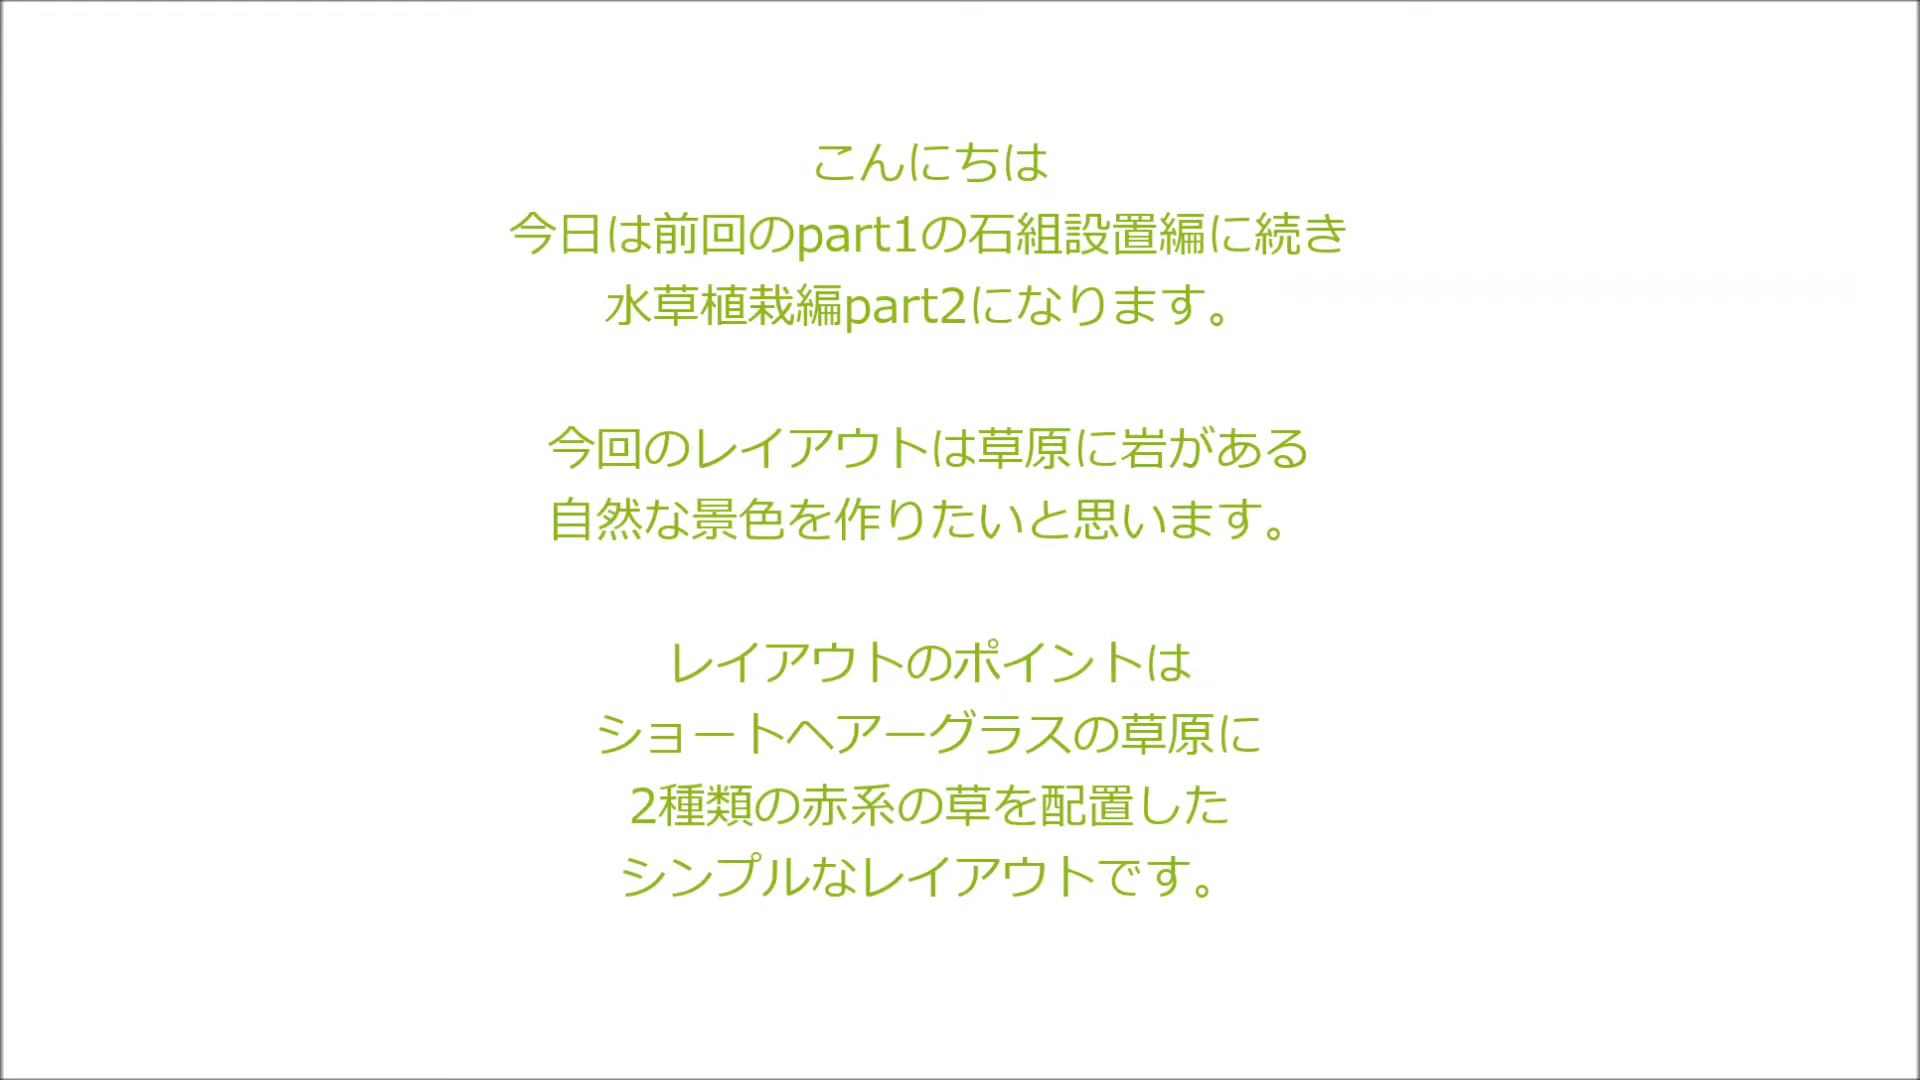 こんにちは
今日は前回のpart1の石組設置編に続き
水草植栽編part2になります。
今回のレイアウトは草原に岩がある
自然な景色を作りたいと思います。
レイアウトのポイントは
ショートヘアーグラスの草原に
2種類の赤系の草を配置した
シンプルなレイアウトです。